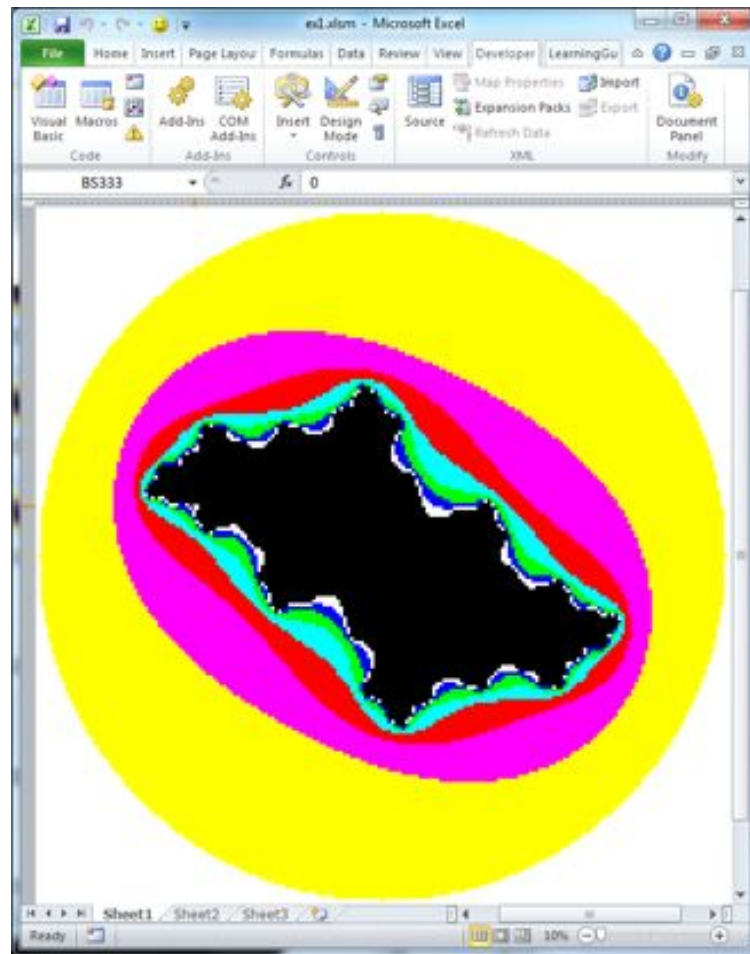 ex1.xlsm - Microsoft Excel
File Home Insert Page Layou Formulas Data Review View Developer LearningGu
Visual Basic Macros Add-Ins COM Add-Ins Insert Design Mode Source Map Properties Import
Expansion Packs Export
Refresh Data
Document Panel
Code Add-Ins Controls XML Modify
BS333 fx 0
Sheet1 Sheet2 Sheet3
Ready 10%